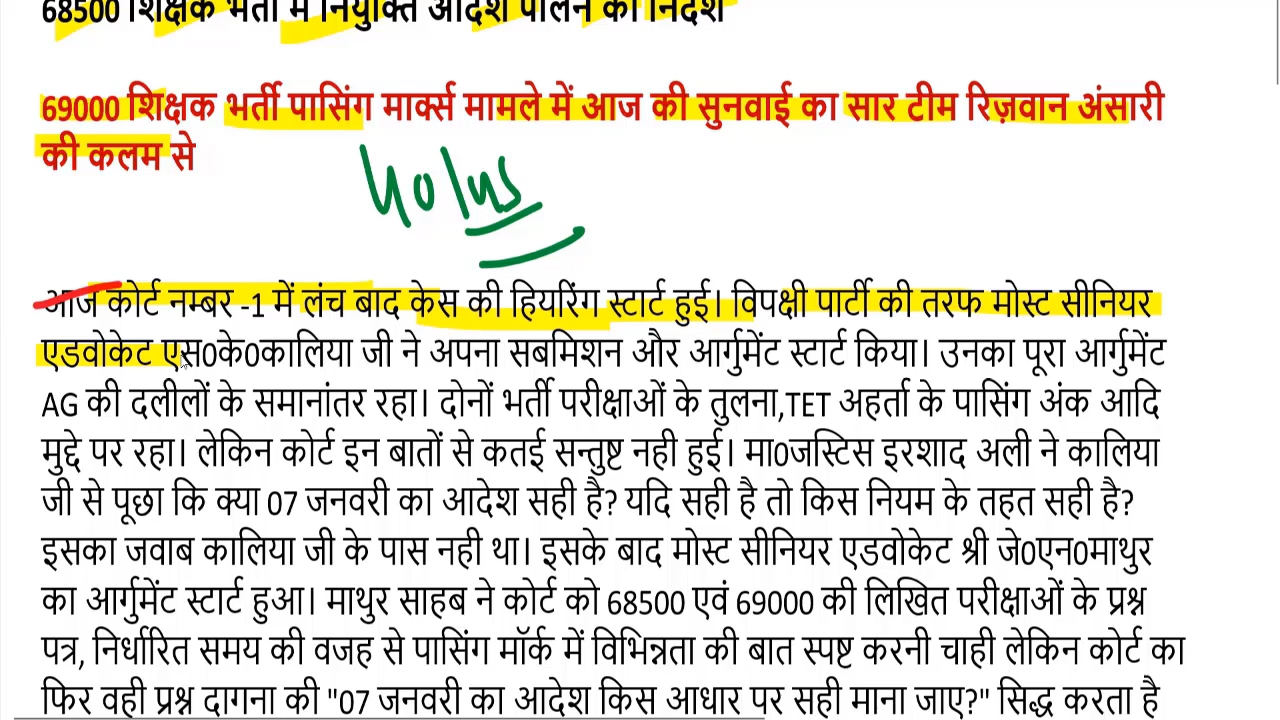 68500 शिक्षक भर्ती में नियुक्ति आदेश पालन का निर्देश
69000 शिक्षक भर्ती पासिंग मार्क्स मामले में आज की सुनवाई का सार टीम रिज़वान अंसारी
की कलम से
40/45
आज कोर्ट नम्बर -1 में लंच बाद केस की हियरिंग स्टार्ट हुई। विपक्षी पार्टी की तरफ मोस्ट सीनियर
एडवोकेट एस0के0कालिया जी ने अपना सबमिशन और आर्गुमेंट स्टार्ट किया। उनका पूरा आर्गुमेंट
AG की दलीलों के समानांतर रहा। दोनों भर्ती परीक्षाओं के तुलना,TET अहर्ता के पासिंग अंक आदि
मुद्दे पर रहा। लेकिन कोर्ट इन बातों से कतई सन्तुष्ट नही हुई। मा0जस्टिस इरशाद अली ने कालिया
जी से पूछा कि क्या 07 जनवरी का आदेश सही है? यदि सही है तो किस नियम के तहत सही है?
इसका जवाब कालिया जी के पास नही था। इसके बाद मोस्ट सीनियर एडवोकेट श्री जे0एन0माथुर
का आर्गुमेंट स्टार्ट हुआ। माथुर साहब ने कोर्ट को 68500 एवं 69000 की लिखित परीक्षाओं के प्रश्न
पत्र, निर्धारित समय की वजह से पासिंग मॉर्क में विभिन्नता की बात स्पष्ट करनी चाही लेकिन कोर्ट का
फिर वही प्रश्न दागना की "07 जनवरी का आदेश किस आधार पर सही माना जाए?" सिद्ध करता है